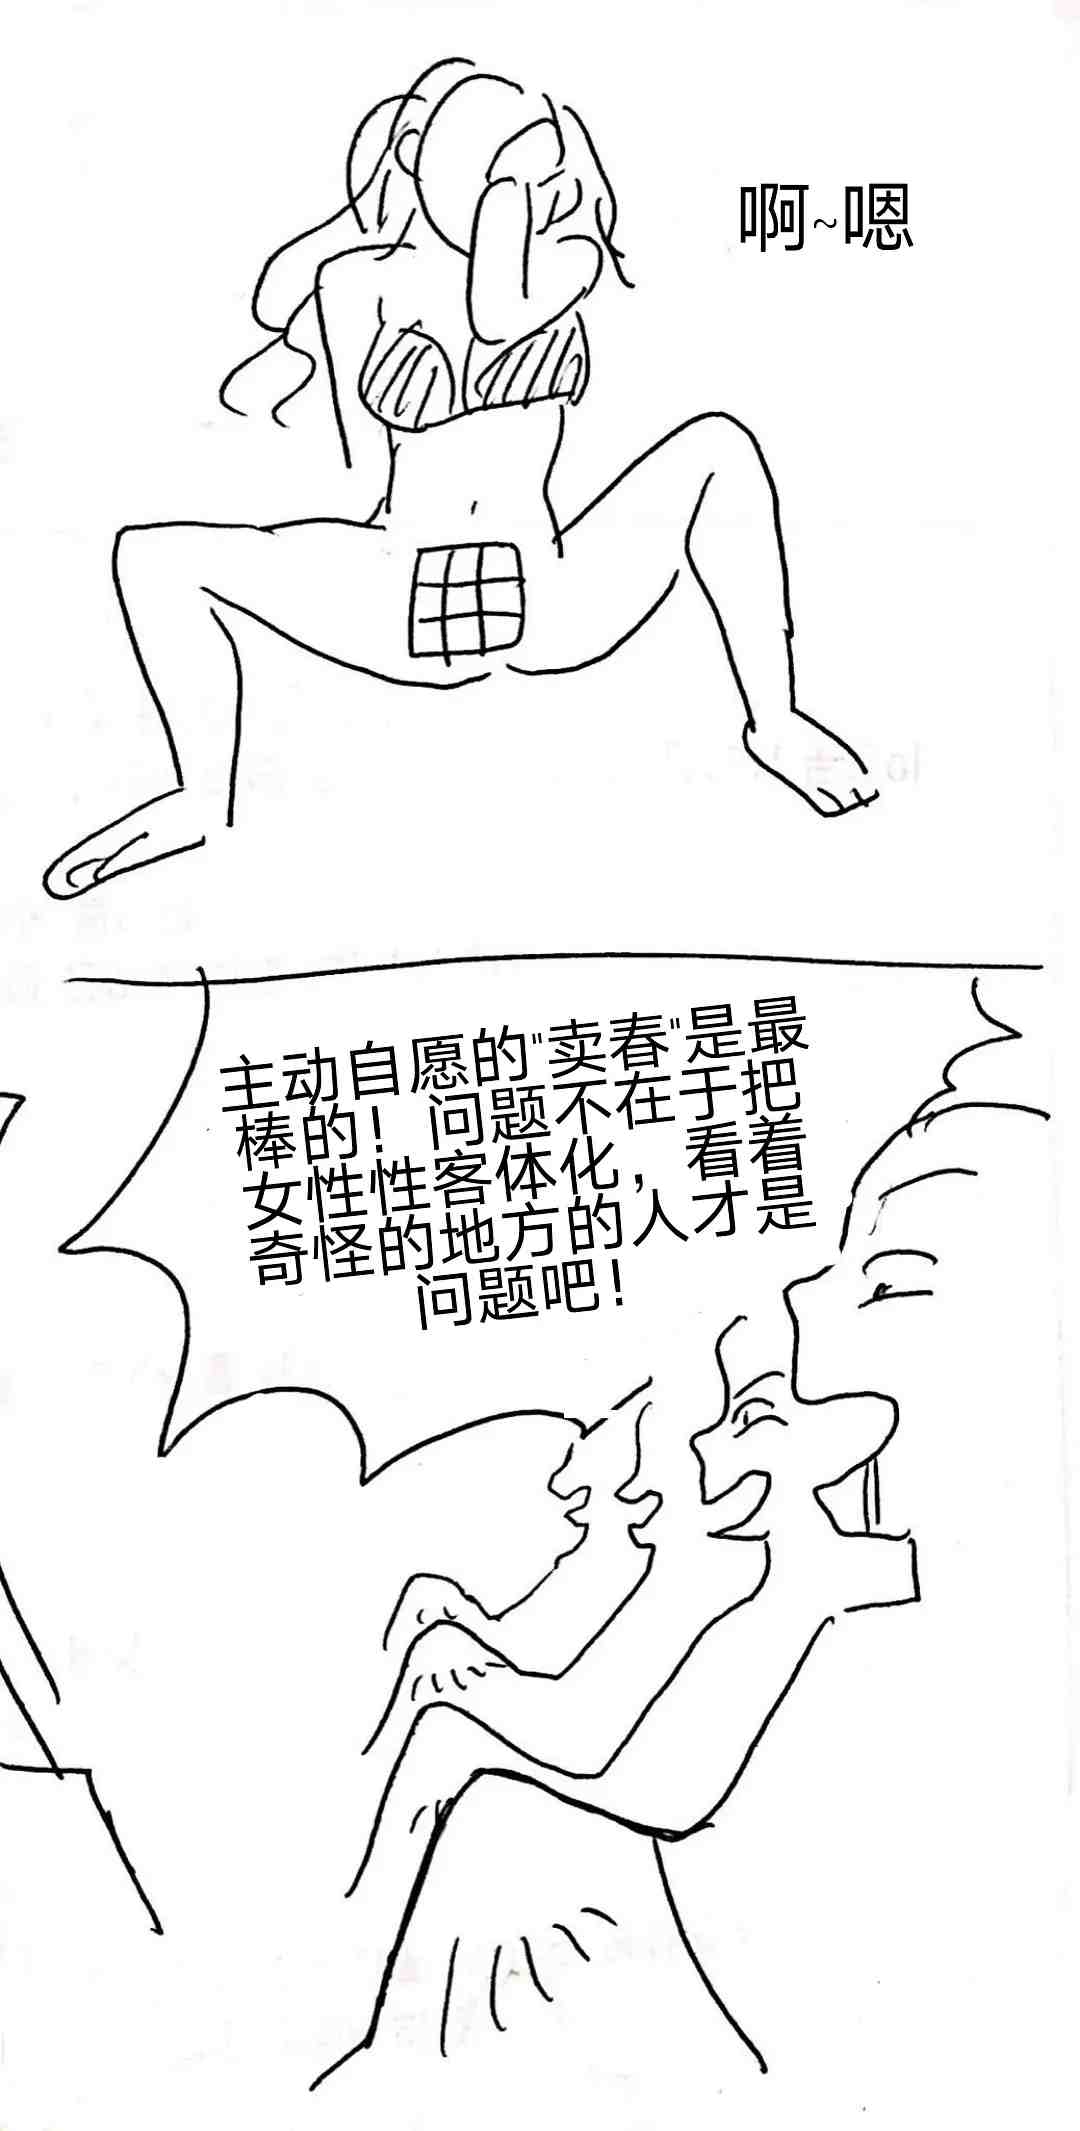 啊~嗯
主动自愿的"卖春"是最
棒的！问题不在于把
女性性客体化，看着
奇怪的地方的人才是
问题吧！